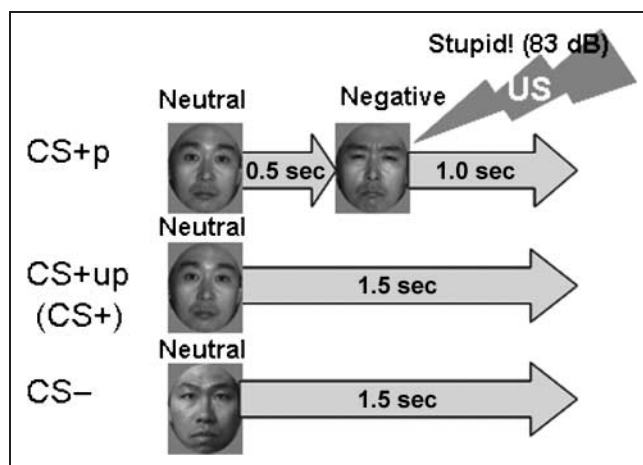 Stupid! (83 dB)
US
Neutral
Negative
CS+p
0.5 sec
1.0 sec
Neutral
CS+up
(CS+)
1.5 sec
Neutral
CS–
1.5 sec